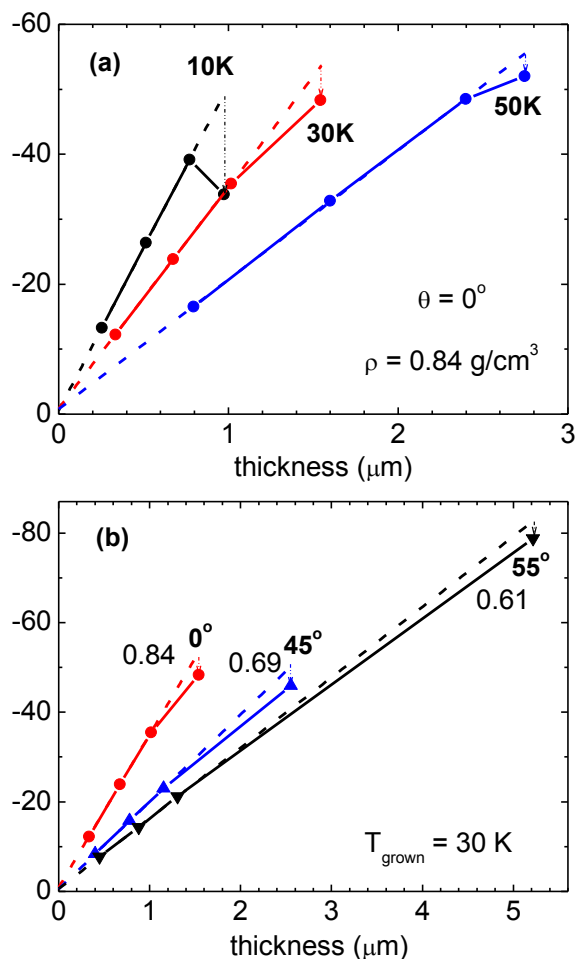 -60
(a)
10K
30K
50K
-40
-20
θ = 0°
ρ = 0.84 g/cm³
0
0 1 2 3
thickness (μm)
(b)
-80
55°
0.61
-60
0° 45°
0.84 0.69
-40
-20
T_grown = 30 K
0
0 1 2 3 4 5
thickness (μm)